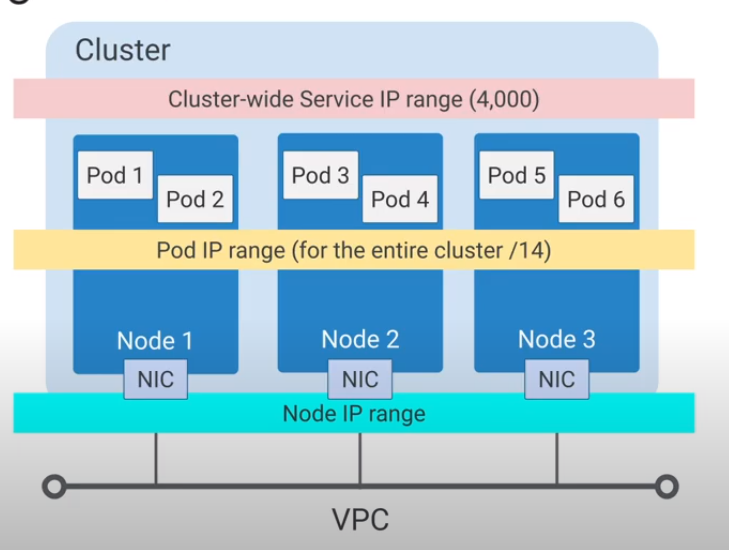 Cluster
Cluster-wide Service IP range (4,000)
Pod 1
Pod 2
Pod 3
Pod 4
Pod 5
Pod 6
Pod IP range (for the entire cluster /14)
Node 1
Node 2
Node 3
NIC
NIC
NIC
Node IP range
VPC